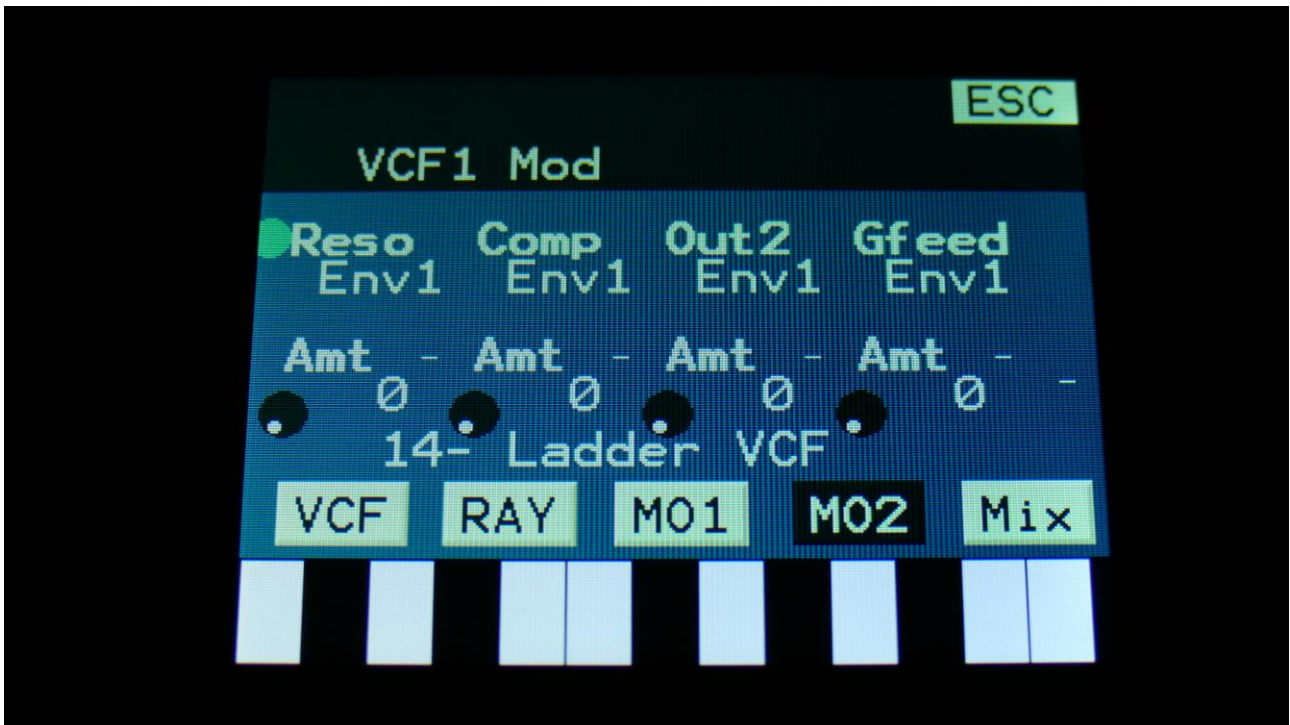 ESC
VCF1 Mod
Reso Comp Out2 Gfeed
Env1 Env1 Env1 Env1
Amt - Amt - Amt - Amt -
0 0 0 0 -
14- Ladder VCF
VCF RAY MO1 MO2 Mix